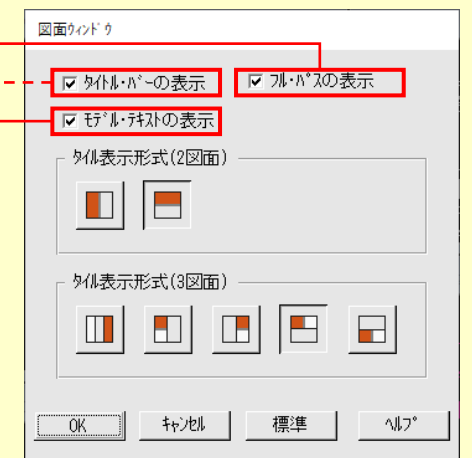 図面ｳｨﾝﾄﾞｳ
ﾀｲﾄﾙ・ﾊﾞｰの表示
ﾌﾙ・ﾊﾟｽの表示
ﾓﾃﾞﾙ・ﾃｷｽﾄの表示
ﾀｲﾙ表示形式(2図面)
ﾀｲﾙ表示形式(3図面)
OK
ｷｬﾝｾﾙ
標準
ﾍﾙﾌﾟ